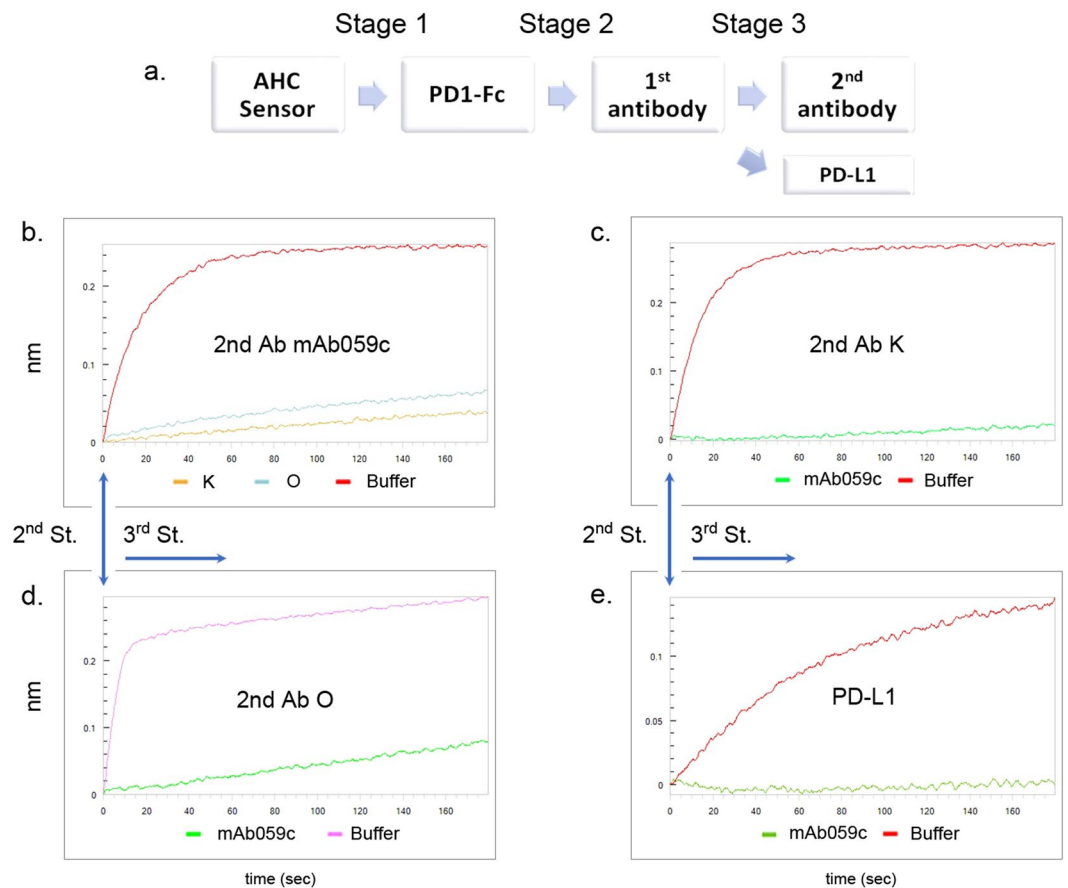 Stage 1 Stage 2 Stage 3
a.
AHC Sensor
PD1-Fc
1st antibody
2nd antibody
PD-L1
b.
nm
0.2
0.1
0
2nd Ab mAb059c
0 20 40 60 80 100 120 140 160
K O Buffer
c.
0.2
0.1
0
2nd Ab K
0 20 40 60 80 100 120 140 160
mAb059c Buffer
2nd St. 3rd St.
2nd St. 3rd St.
d.
nm
0.2
0.1
0
2nd Ab O
0 20 40 60 80 100 120 140 160
mAb059c Buffer
time (sec)
e.
0.1
0.05
0
PD-L1
0 20 40 60 80 100 120 140 160
mAb059c Buffer
time (sec)